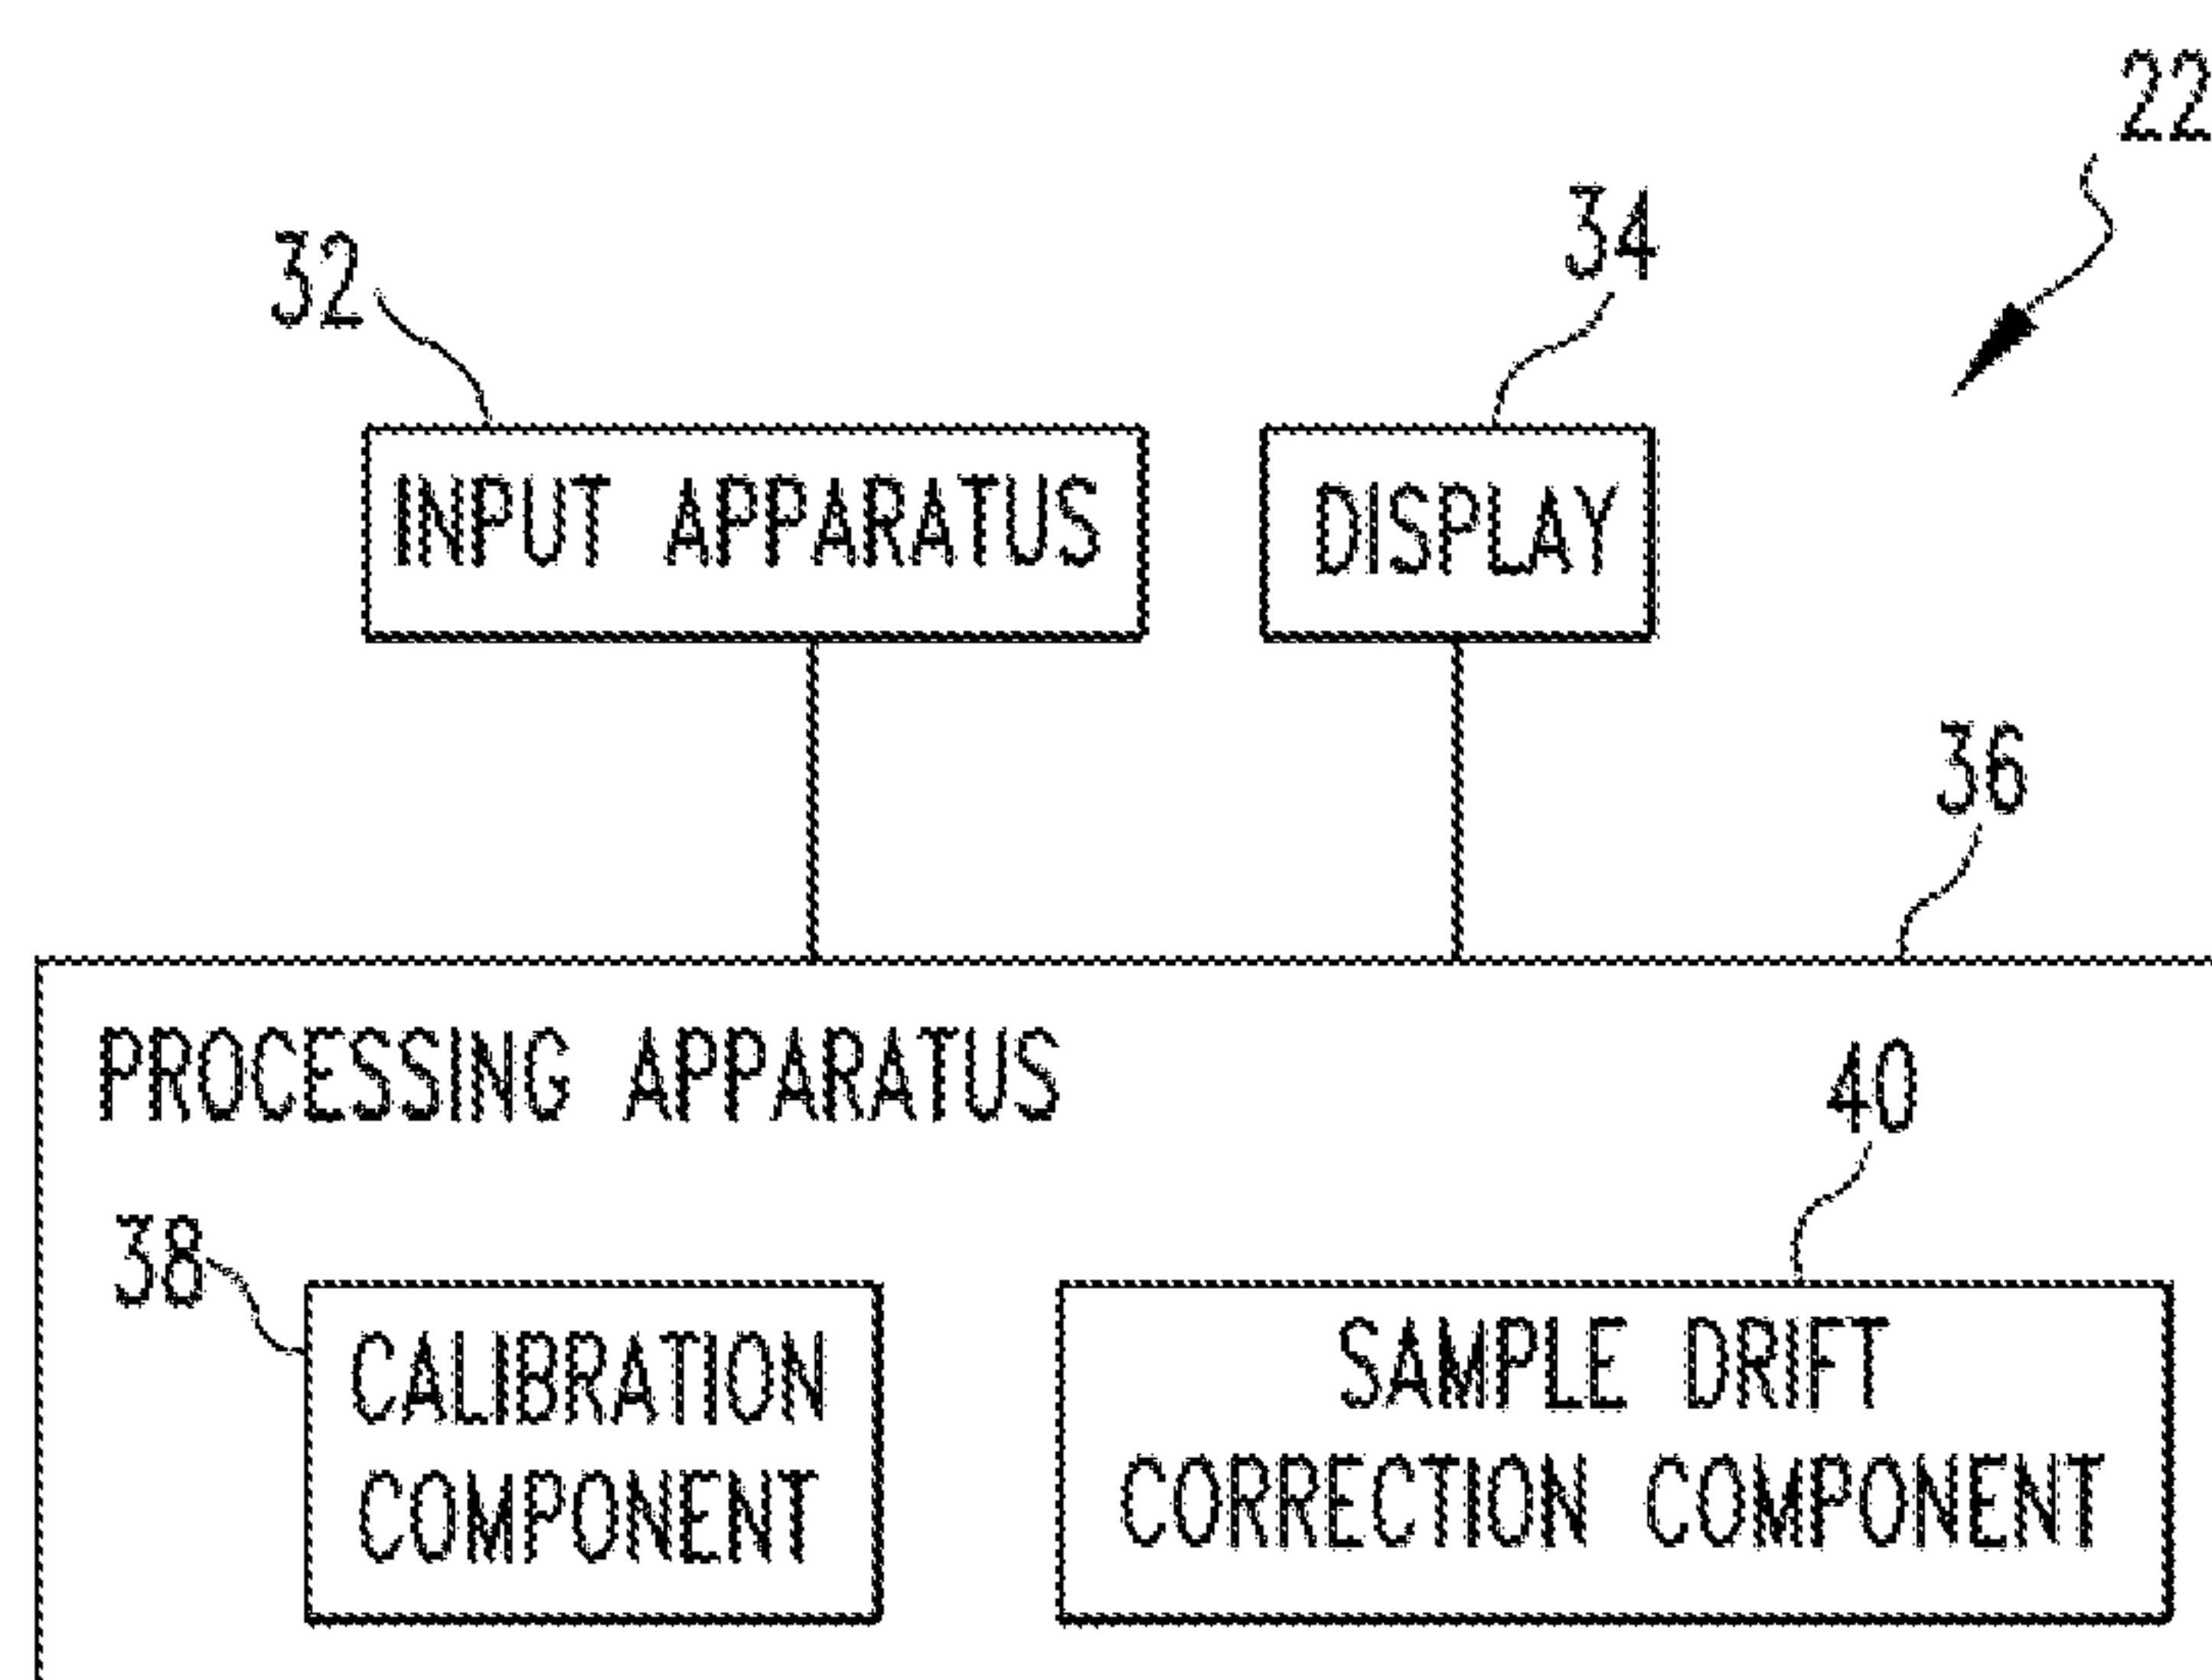 22
34
32
INPUT APPARATUS
DISPLAY
36
PROCESSING APPARATUS
40
38
CALIBRATION
COMPONENT
SAMPLE DRIFT
CORRECTION COMPONENT